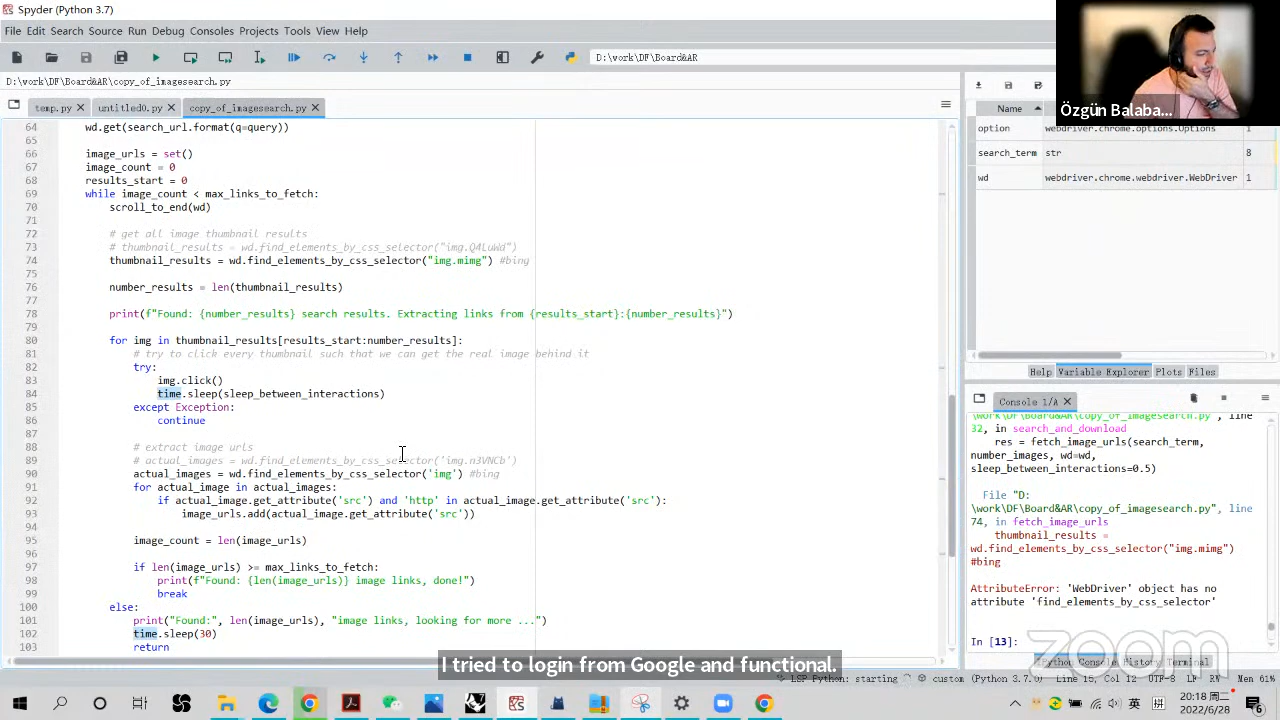 Spyder (Python 3.7)
File Edit Search Source Run Debug Consoles Projects Tools View Help
D:\work\DF\Board&AR
D:\work\DF\Board&AR\copy_of_imagesearch.py
temp.py
untitled0.py
copy_of_imagesearch.py
64 wd.get(search_url.format(q=query))
65
66 image_urls = set()
67 image_count = 0
68 results_start = 0
69 while image_count < max_links_to_fetch:
70 scroll_to_end(wd)
71
72 # get all image thumbnail results
73 # thumbnail_results = wd.find_elements_by_css_selector("img.Q4LuWd")
74 thumbnail_results = wd.find_elements_by_css_selector("img.mimg") #bing
75
76 number_results = len(thumbnail_results)
77
78 print(f"Found: {number_results} search results. Extracting links from {results_start}:{number_results}")
79
80 for img in thumbnail_results[results_start:number_results]:
81 # try to click every thumbnail such that we can get the real image behind it
82 try:
83 img.click()
84 time.sleep(sleep_between_interactions)
85 except Exception:
86 continue
87
88 # extract image urls
89 # actual_images = wd.find_elements_by_css_selector('img.n3VNCb')
90 actual_images = wd.find_elements_by_css_selector('img') #bing
91 for actual_image in actual_images:
92 if actual_image.get_attribute('src') and 'http' in actual_image.get_attribute('src'):
93 image_urls.add(actual_image.get_attribute('src'))
94
95 image_count = len(image_urls)
96
97 if len(image_urls) >= max_links_to_fetch:
98 print(f"Found: {len(image_urls)} image links, done!")
99 break
100 else:
101 print("Found:", len(image_urls), "image links, looking for more ...")
102 time.sleep(30)
103 return
Özgün Balaba...
Name
option webdriver.chrome.options.Options 1
search_term str 8
wd webdriver.chrome.webdriver.WebDriver 1
Help Variable Explorer Plots Files
Console 1/A
\work\DF\Board&AR\copy_of_imagesearch.py", line
32, in search_and_download
res = fetch_image_urls(search_term,
number_images, wd=wd,
sleep_between_interactions=0.5)
File "D:
\work\DF\Board&AR\copy_of_imagesearch.py", line
74, in fetch_image_urls
thumbnail_results =
wd.find_elements_by_css_selector("img.mimg")
#bing
AttributeError: 'WebDriver' object has no
attribute 'find_elements_by_css_selector'
In [13]:
zoom
IPython Console History Terminal
I tried to login from Google and functional.
LSP Python: starting custom (Python 3.7.0) Line 61, Col 12 UTF-8 LF RW Mem 61%
英 拼
20:18 周二
2022/6/28
6